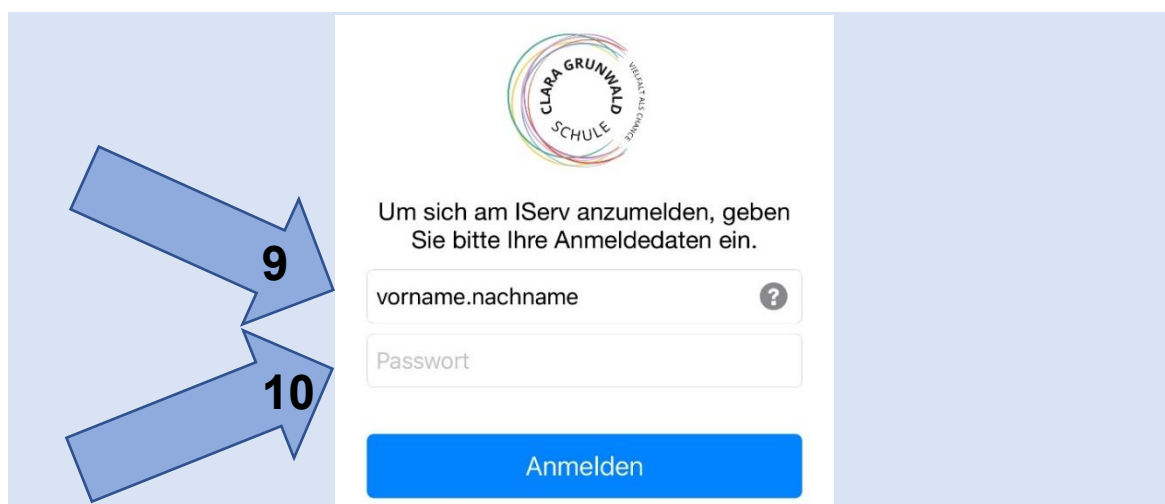 CLARA GRUNWALD
SCHULE
VIELFALT ALS CHANCE
Um sich am IServ anzumelden, geben
Sie bitte Ihre Anmeldedaten ein.
9
vorname.nachname ?
Passwort
10
Anmelden